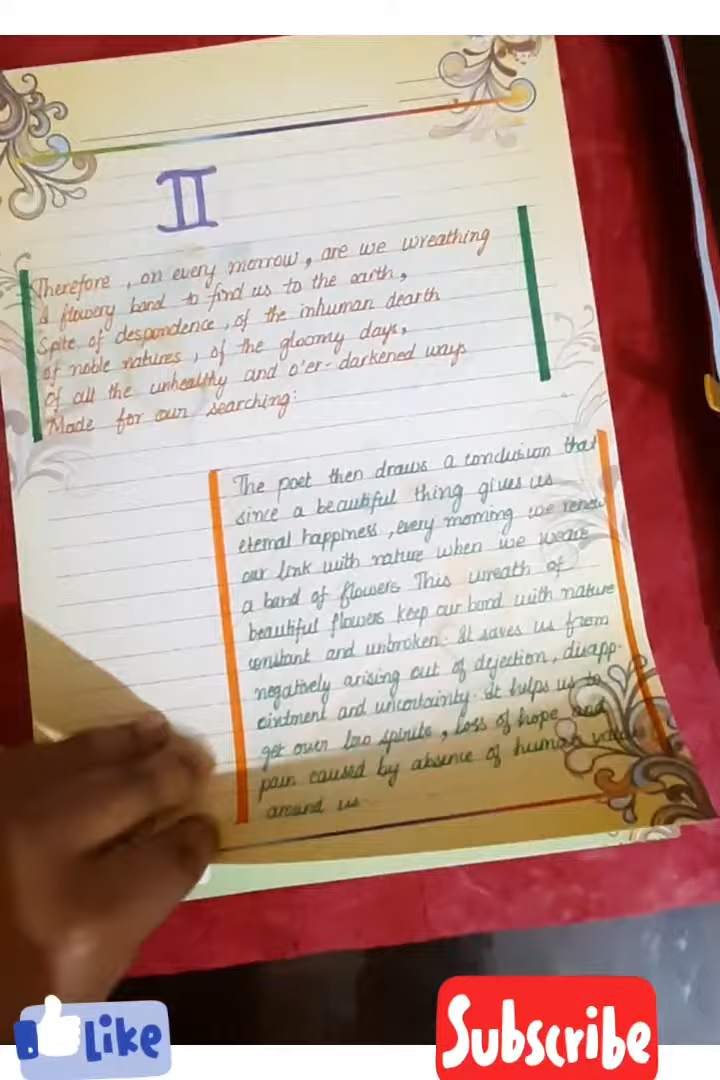 II
Therefore, on every morrow, are we wreathing
A flowery band to find us to the earth,
Spite of despondence, of the inhuman dearth
of noble natures, of the gloomy days,
Of all the unhealthy and o'er-darkened ways
Made for our searching:
The poet then draws a conclusion that
since a beautiful thing gives us
eternal happiness, every morning we renew
our link with nature when we weave
a band of flowers This wreath of
beautiful flowers keep our bond with nature
constant and unbroken. It saves us from
negatively arising out of dejection, disapp-
ointment and uncertainty. It helps us to
get over low spirits, loss of hope and
pain caused by absence of human values
around us.
Like
Subscribe